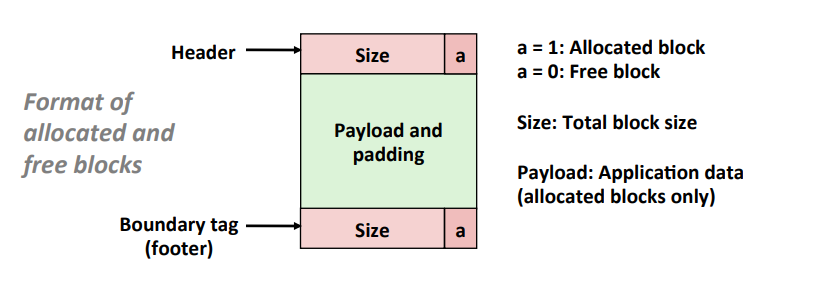 Format of
allocated and
free blocks
Header
Size
a
Payload and
padding
Boundary tag
(footer)
Size
a
a = 1: Allocated block
a = 0: Free block
Size: Total block size
Payload: Application data
(allocated blocks only)